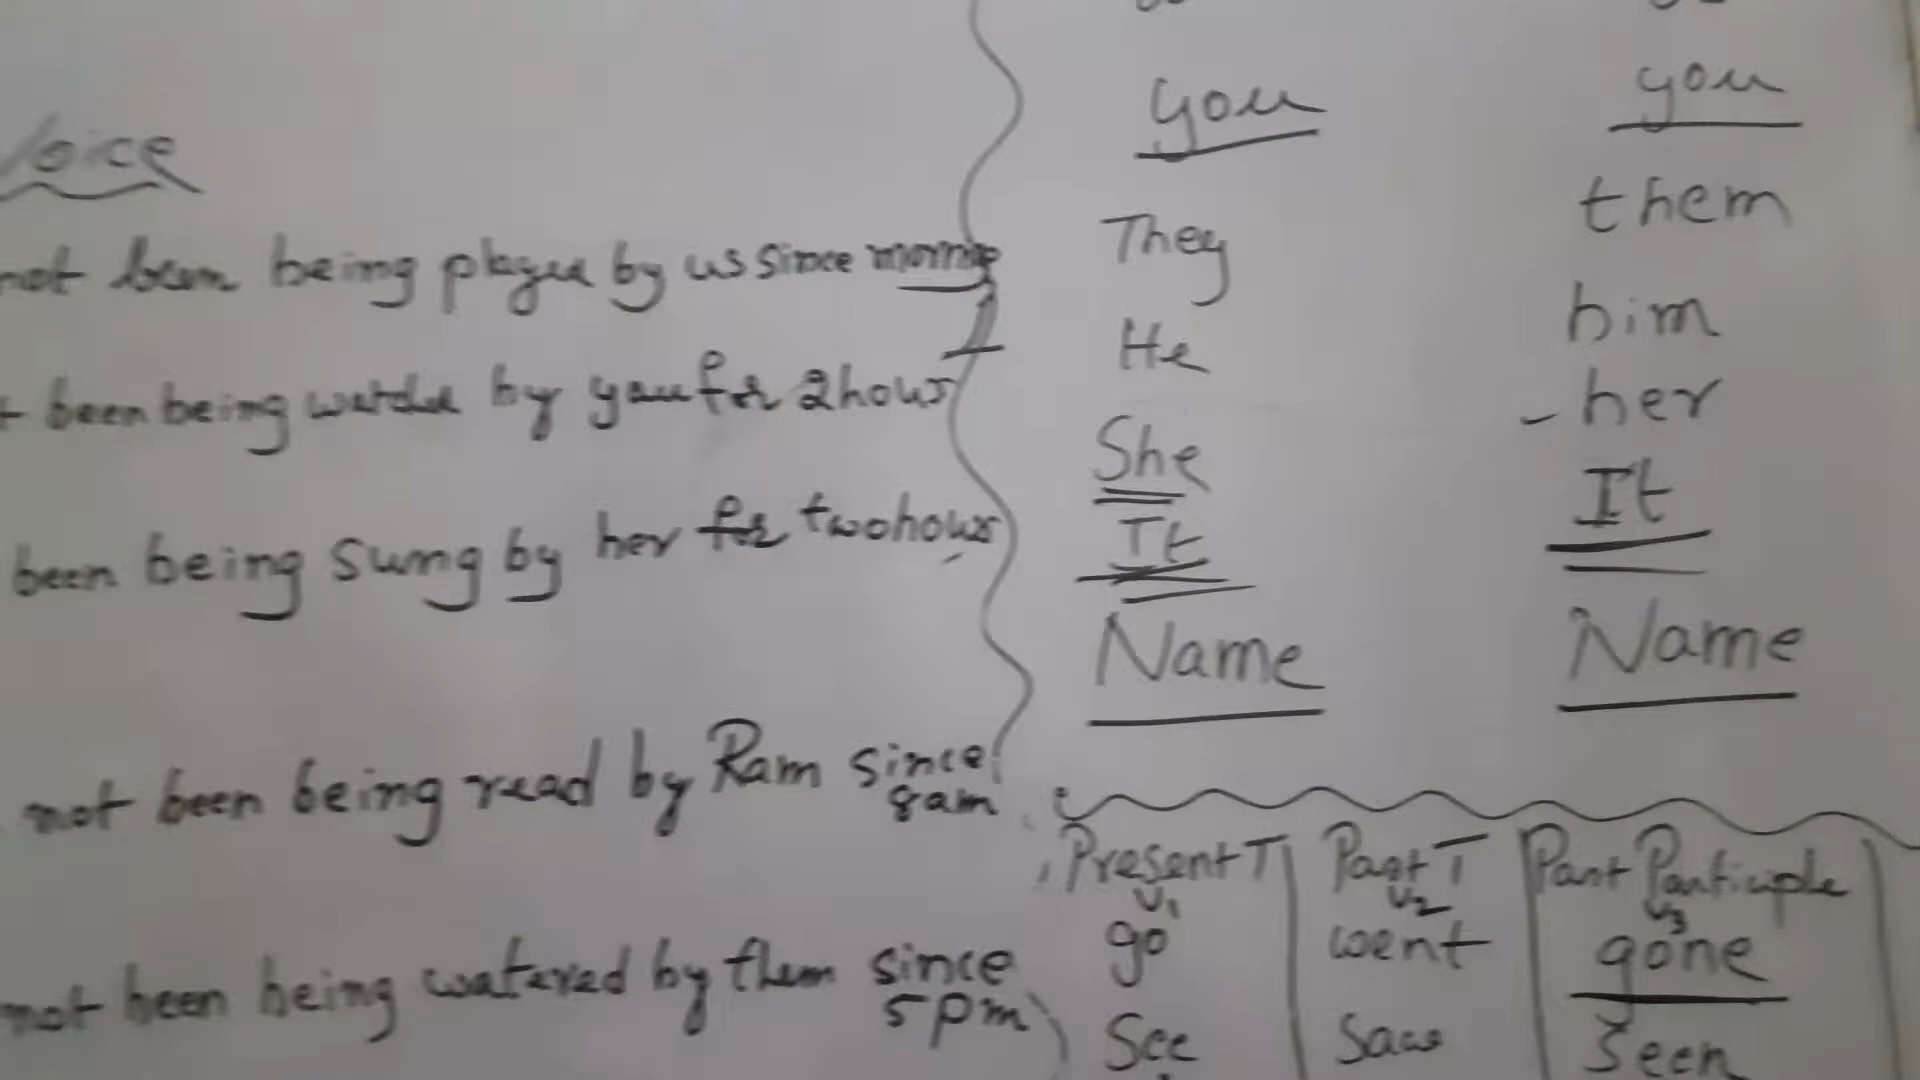 Voice
not been being played by us since morning
been being watched by you for 2 hours
been being sung by her for two hours
not been being read by Ram since
8am
not been being watered by them since
5pm
you you
They them
He him
She her
It It
Name Name
Present T Past T Past Participle
V1 V2 V3
go went gone
See Saw Seen